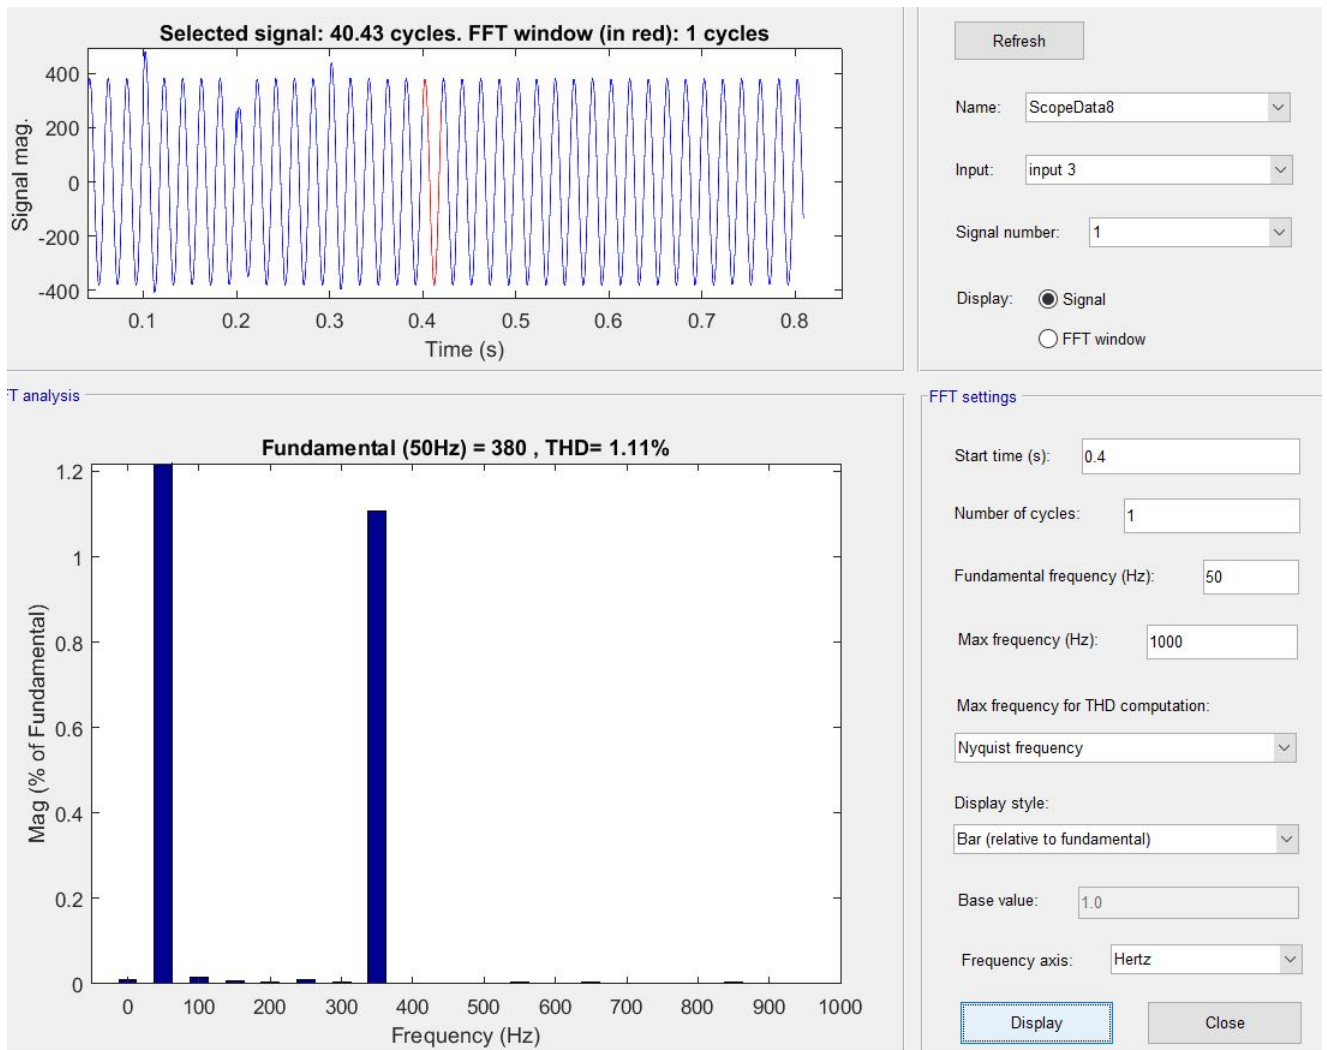 Selected signal: 40.43 cycles. FFT window (in red): 1 cycles
400
200
0
-200
-400
Signal mag.
0.1 0.2 0.3 0.4 0.5 0.6 0.7 0.8
Time (s)
Refresh
Name: ScopeData8
Input: input 3
Signal number: 1
Display: Signal
FFT window
FT analysis
Fundamental (50Hz) = 380 , THD= 1.11%
1.2
1
0.8
0.6
0.4
0.2
0
Mag (% of Fundamental)
0 100 200 300 400 500 600 700 800 900 1000
Frequency (Hz)
FFT settings
Start time (s): 0.4
Number of cycles: 1
Fundamental frequency (Hz): 50
Max frequency (Hz): 1000
Max frequency for THD computation:
Nyquist frequency
Display style:
Bar (relative to fundamental)
Base value: 1.0
Frequency axis: Hertz
Display Close